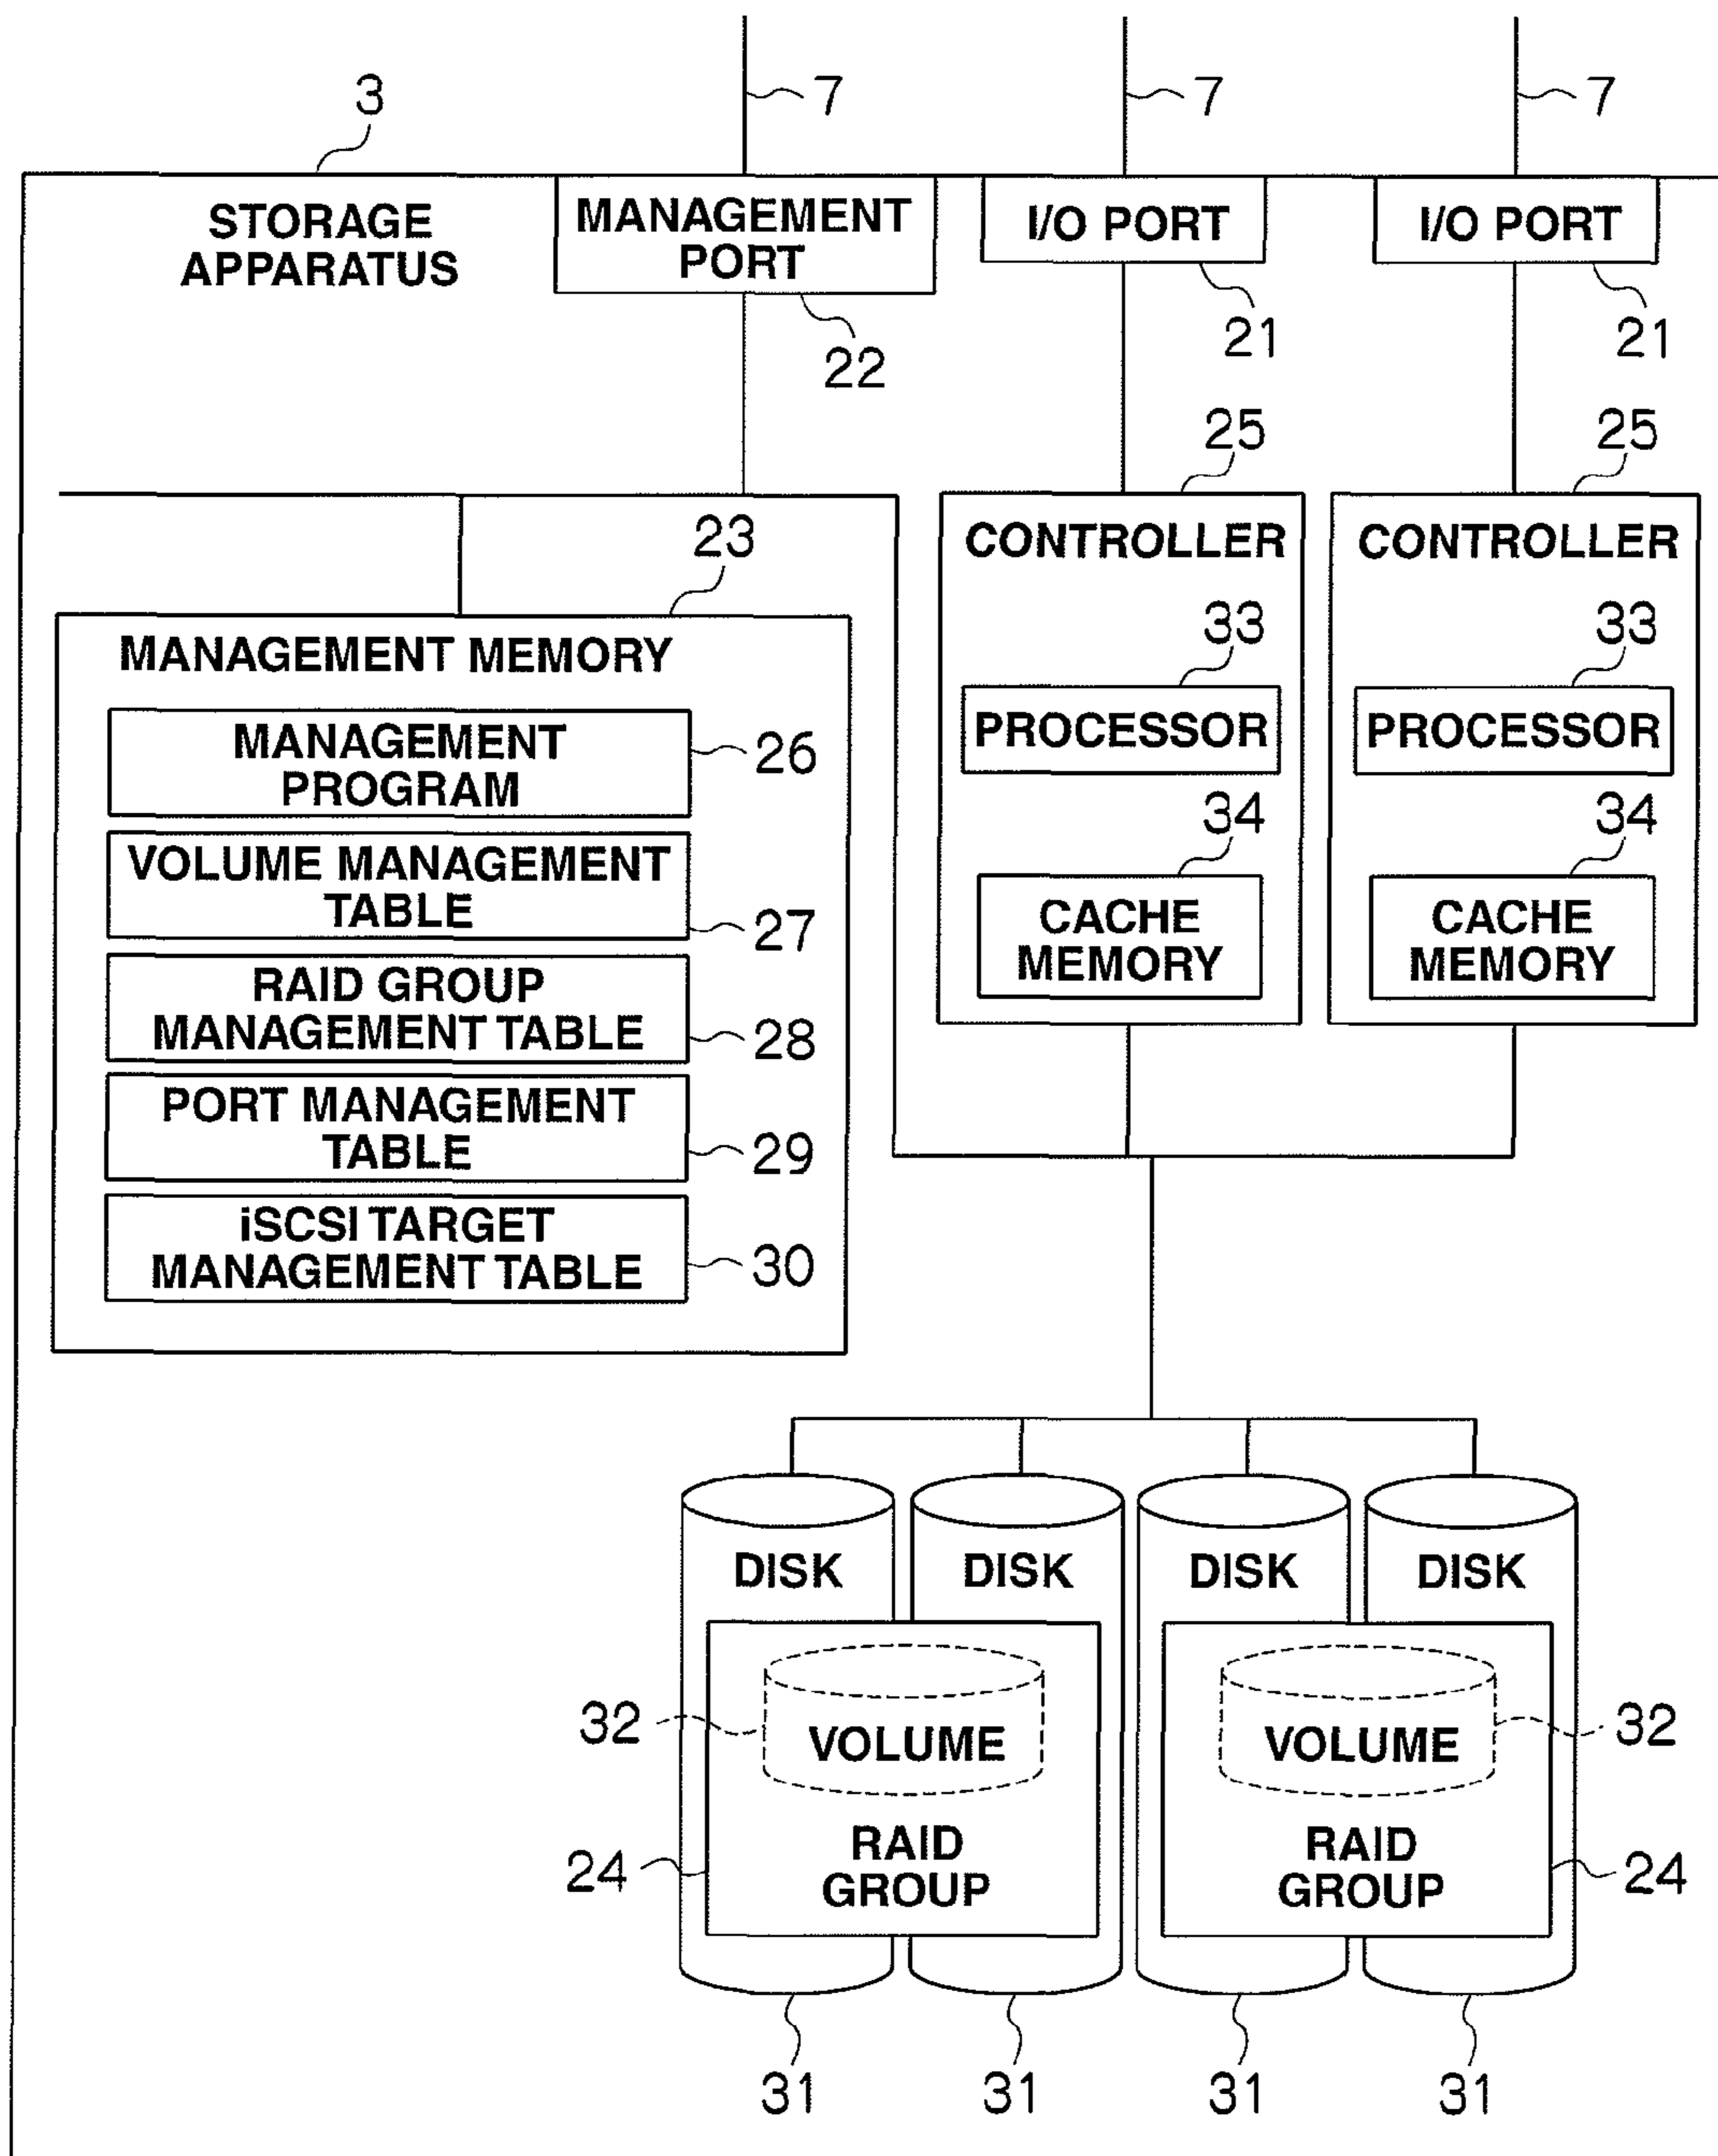 3
7
7
7
STORAGE
APPARATUS
MANAGEMENT
PORT
I/O PORT
I/O PORT
22
21
21
25
25
CONTROLLER
CONTROLLER
23
MANAGEMENT MEMORY
33
33
PROCESSOR
PROCESSOR
MANAGEMENT
PROGRAM
26
34
34
VOLUME MANAGEMENT
TABLE
27
CACHE
MEMORY
CACHE
MEMORY
RAID GROUP
MANAGEMENT TABLE
28
PORT MANAGEMENT
TABLE
29
iSCSI TARGET
MANAGEMENT TABLE
30
DISK
DISK
DISK
DISK
32
VOLUME
VOLUME
32
24
RAID
GROUP
RAID
GROUP
24
31
31
31
31